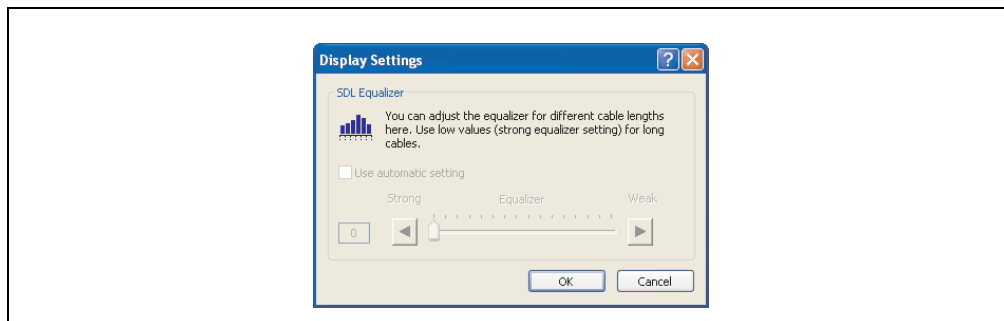 Display Settings
SDL Equalizer
You can adjust the equalizer for different cable lengths
here. Use low values (strong equalizer setting) for long
cables.
Use automatic setting
Strong Equalizer Weak
0
OK Cancel